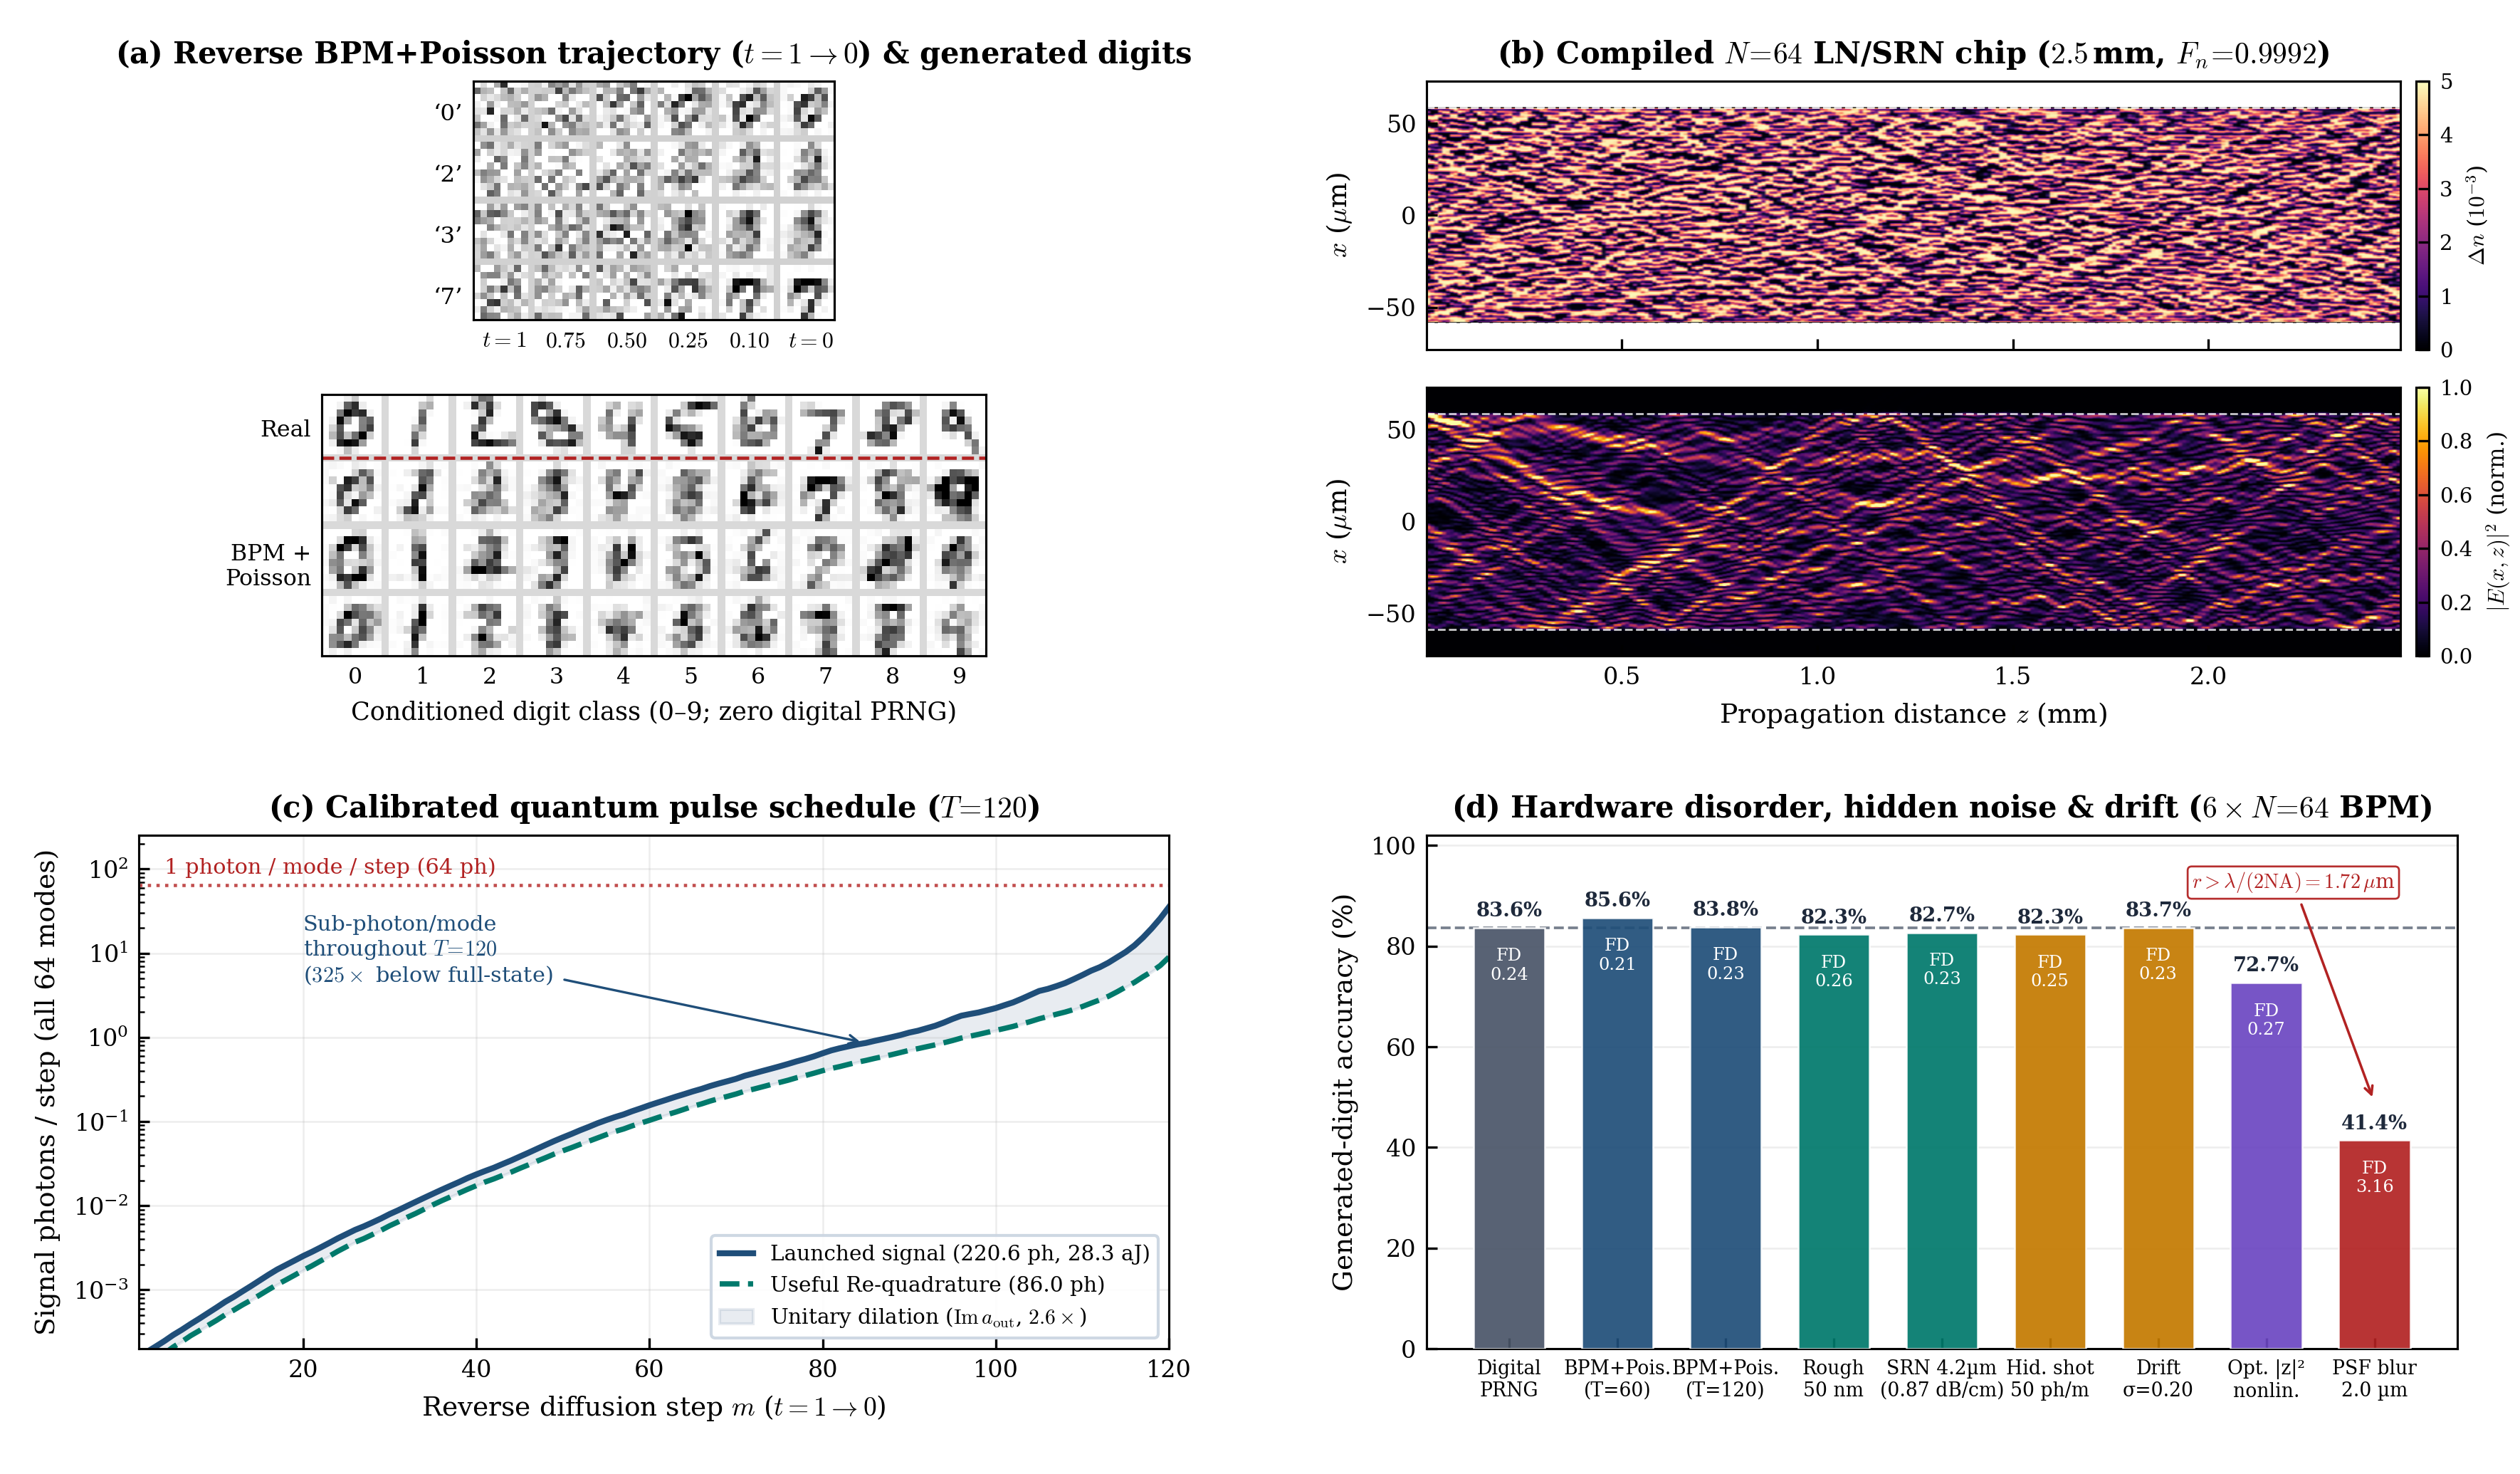 (a) Reverse BPM+Poisson trajectory (t = 1 → 0) & generated digits
‘0’
‘2’
‘3’
‘7’
t = 1 0.75 0.50 0.25 0.10 t = 0
Real
BPM +
Poisson
0 1 2 3 4 5 6 7 8 9
Conditioned digit class (0–9; zero digital PRNG)
(b) Compiled N=64 LN/SRN chip (2.5 mm, Fₙ=0.9992)
50
0
−50
x (μm)
5
4
3
2
1
0
Δn (10⁻³)
50
0
−50
x (μm)
1.0
0.8
0.6
0.4
0.2
0.0
|E(x, z)|² (norm.)
0.5 1.0 1.5 2.0
Propagation distance z (mm)
(c) Calibrated quantum pulse schedule (T=120)
Signal photons / step (all 64 modes)
10²
10¹
10⁰
10⁻¹
10⁻²
10⁻³
1 photon / mode / step (64 ph)
Sub-photon/mode
throughout T=120
(325× below full-state)
Launched signal (220.6 ph, 28.3 aJ)
Useful Re-quadrature (86.0 ph)
Unitary dilation (Im a_out, 2.6×)
20 40 60 80 100 120
Reverse diffusion step m (t = 1 → 0)
(d) Hardware disorder, hidden noise & drift (6 × N=64 BPM)
Generated-digit accuracy (%)
100
80
60
40
20
0
r > λ/(2NA) = 1.72 μm
83.6% 85.6% 83.8% 82.3% 82.7% 82.3% 83.7% 72.7% 41.4%
FD
0.24
FD
0.21
FD
0.23
FD
0.26
FD
0.23
FD
0.25
FD
0.23
FD
0.27
FD
3.16
Digital
PRNG
BPM+Pois.
(T=60)
BPM+Pois.
(T=120)
Rough
50 nm
SRN 4.2µm
(0.87 dB/cm)
Hid. shot
50 ph/m
Drift
σ=0.20
Opt. |z|²
nonlin.
PSF blur
2.0 µm